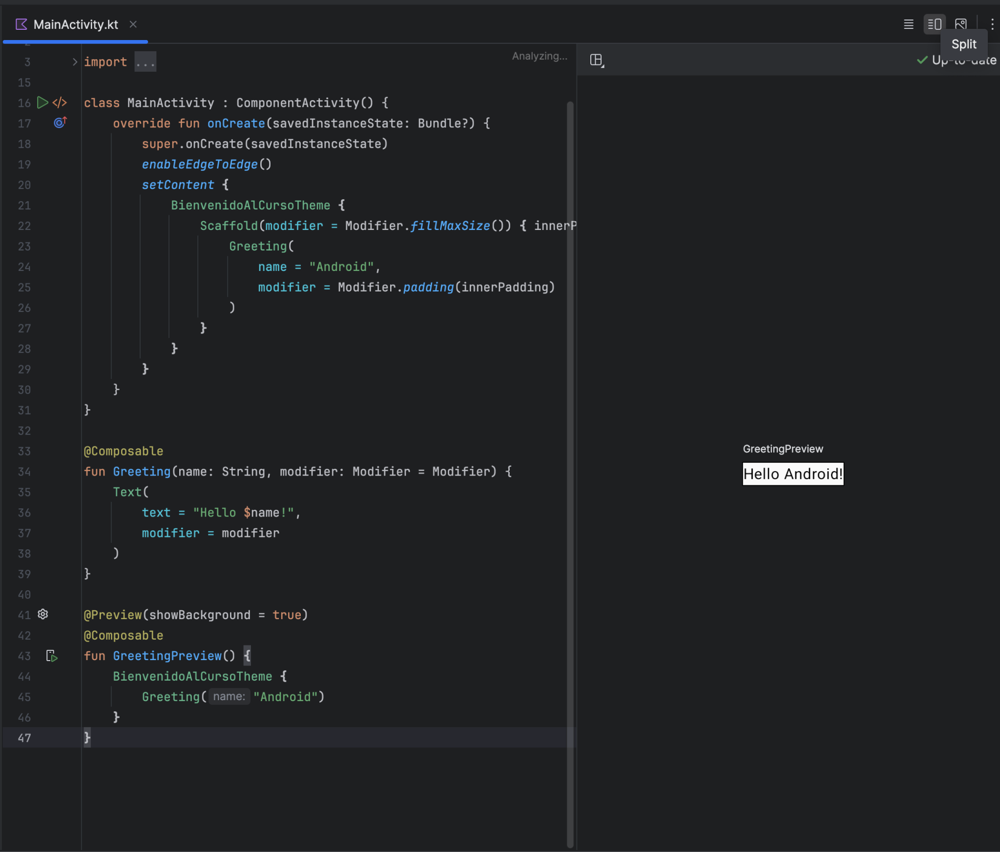 MainActivity.kt
Split
Analyzing...
Up-to-date
3 import ...
15
16 class MainActivity : ComponentActivity() {
17 override fun onCreate(savedInstanceState: Bundle?) {
18 super.onCreate(savedInstanceState)
19 enableEdgeToEdge()
20 setContent {
21 BienvenidoAlCursoTheme {
22 Scaffold(modifier = Modifier.fillMaxSize()) { innerP
23 Greeting(
24 name = "Android",
25 modifier = Modifier.padding(innerPadding)
26 )
27 }
28 }
29 }
30 }
31 }
32
33 @Composable
34 fun Greeting(name: String, modifier: Modifier = Modifier) {
35 Text(
36 text = "Hello $name!",
37 modifier = modifier
38 )
39 }
40
41 @Preview(showBackground = true)
42 @Composable
43 fun GreetingPreview() {
44 BienvenidoAlCursoTheme {
45 Greeting( name: "Android")
46 }
47 }
GreetingPreview
Hello Android!